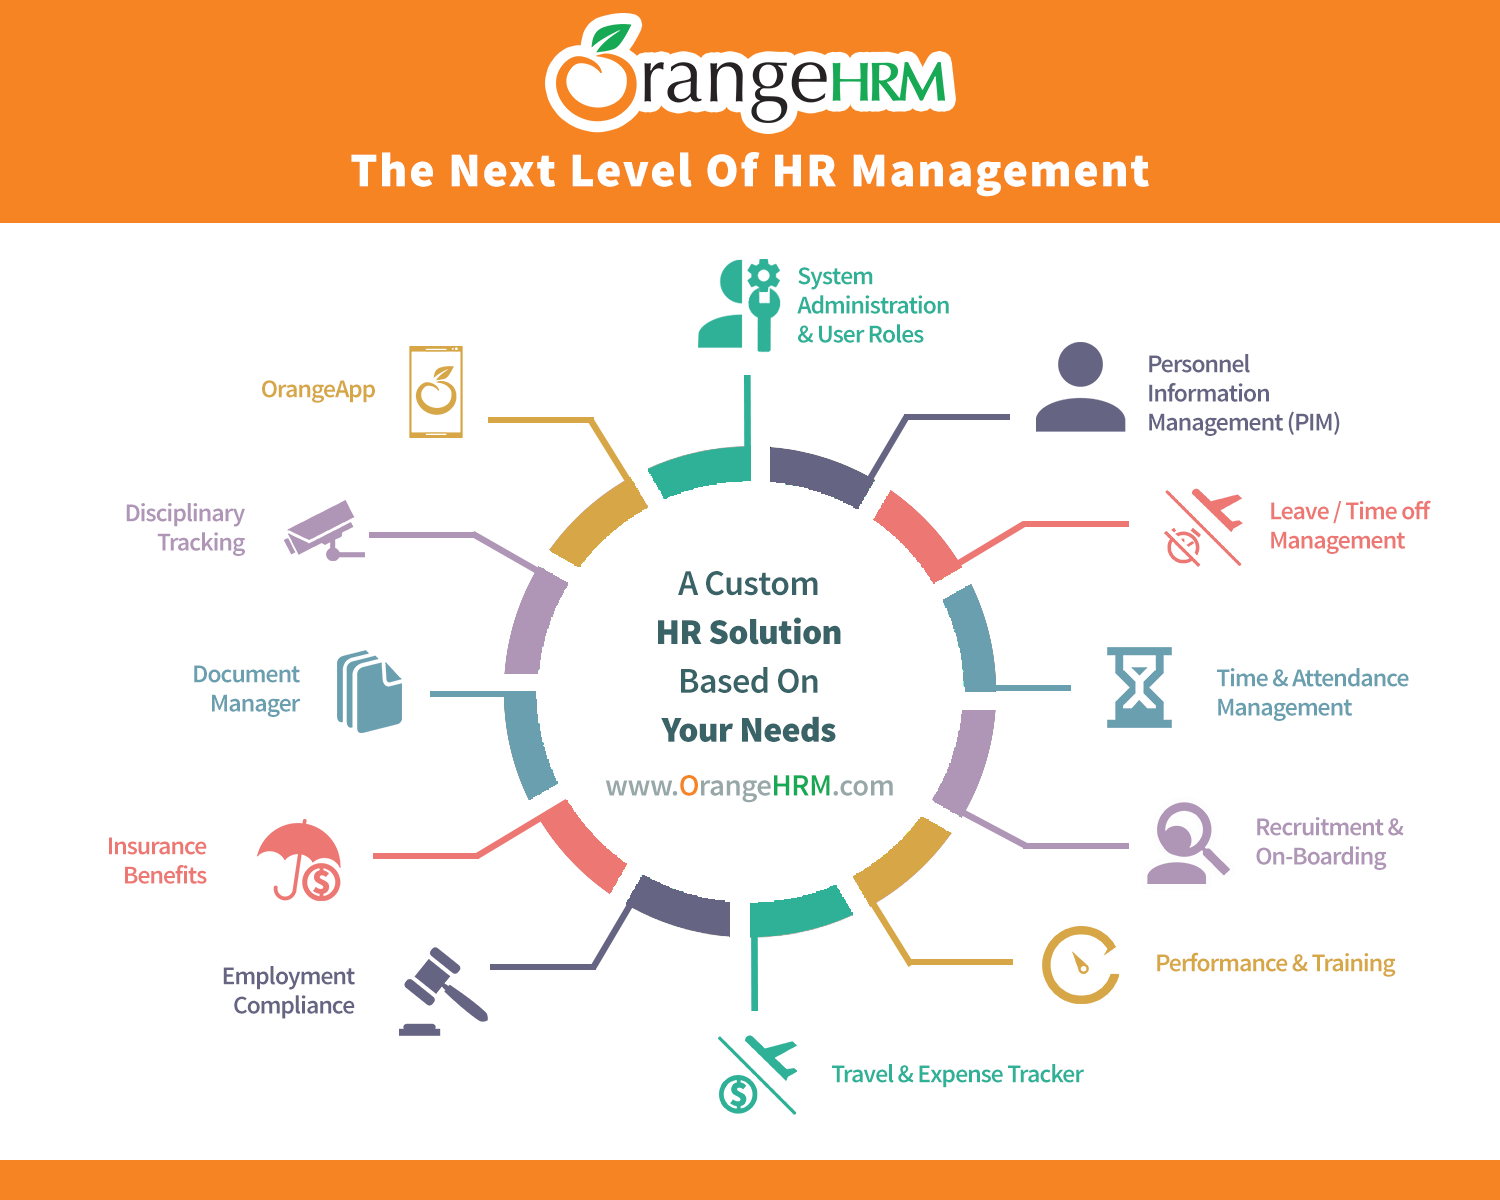 OrangeHRM
The Next Level Of HR Management
System
Administration
& User Roles
Personnel
Information
Management (PIM)
Leave / Time off
Management
Time & Attendance
Management
Recruitment &
On-Boarding
Performance & Training
Travel & Expense Tracker
Employment
Compliance
Insurance
Benefits
Document
Manager
Disciplinary
Tracking
OrangeApp
A Custom
HR Solution
Based On
Your Needs
www.OrangeHRM.com